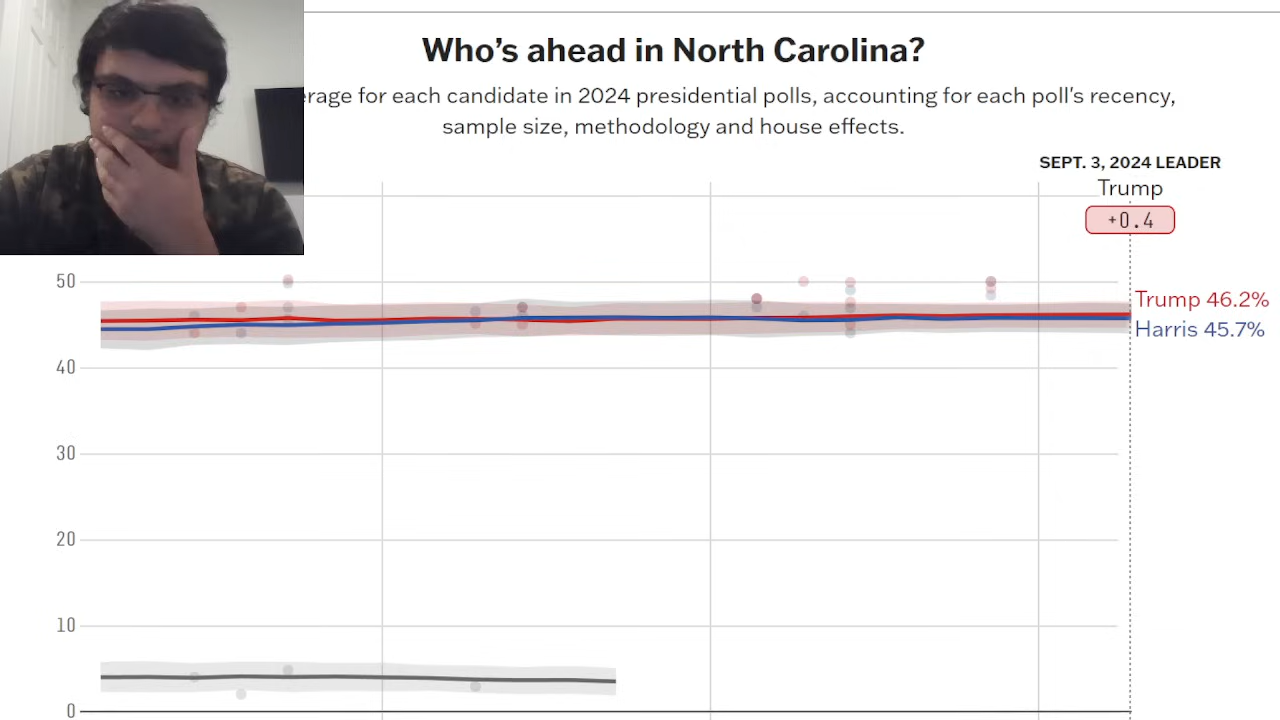 Who's ahead in North Carolina?
for each candidate in 2024 presidential polls, accounting for each poll's recency,
sample size, methodology and house effects.
SEPT. 3, 2024 LEADER
Trump
+0.4
50
Trump 46.2%
Harris 45.7%
40
30
20
10
0